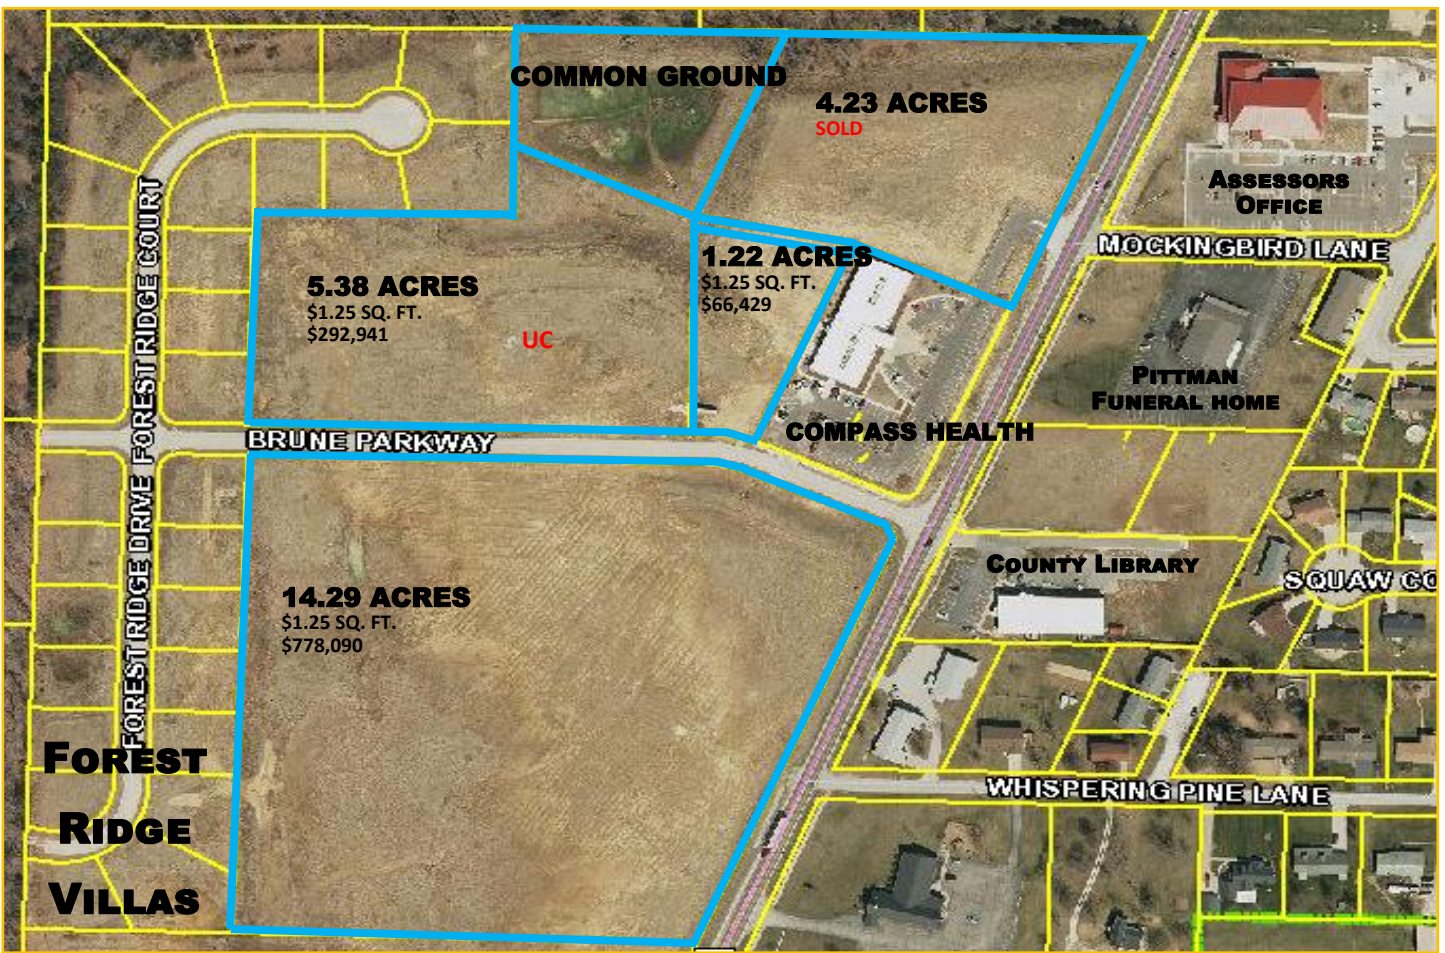 COMMON GROUND
4.23 ACRES
SOLD
ASSESSORS
OFFICE
MOCKINGBIRD LANE
FOREST RIDGE COURT
5.38 ACRES
$1.25 SQ. FT.
$292,941
UC
1.22 ACRES
$1.25 SQ. FT.
$66,429
PITTMAN
FUNERAL HOME
COMPASS HEALTH
BRUNE PARKWAY
FOREST RIDGE DRIVE
14.29 ACRES
$1.25 SQ. FT.
$778,090
COUNTY LIBRARY
SQUAW CO
WHISPERING PINE LANE
FOREST
RIDGE
VILLAS